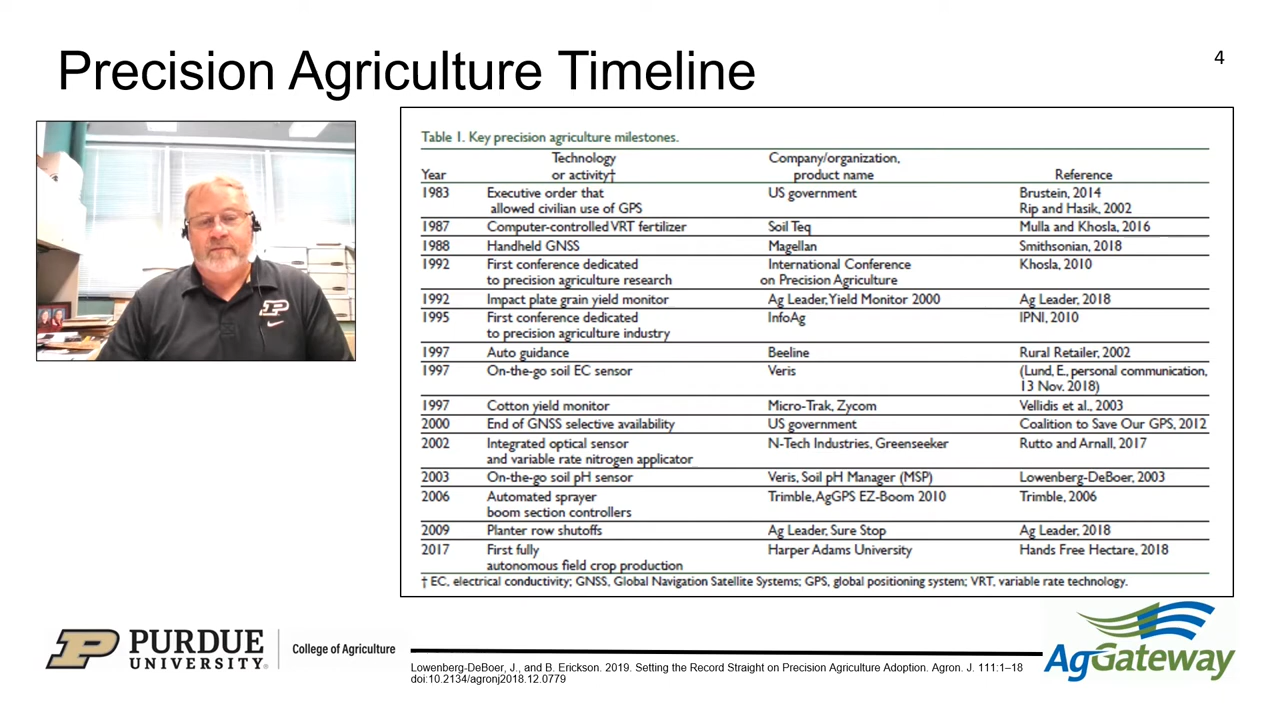 Precision Agriculture Timeline
4
Table 1. Key precision agriculture milestones.
Year Technology or activity† Company/organization, product name Reference
1983 Executive order that allowed civilian use of GPS US government Brustein, 2014 Rip and Hasik, 2002
1987 Computer-controlled VRT fertilizer Soil Teq Mulla and Khosla, 2016
1988 Handheld GNSS Magellan Smithsonian, 2018
1992 First conference dedicated to precision agriculture research International Conference on Precision Agriculture Khosla, 2010
1992 Impact plate grain yield monitor Ag Leader, Yield Monitor 2000 Ag Leader, 2018
1995 First conference dedicated to precision agriculture industry InfoAg IPNI, 2010
1997 Auto guidance Beeline Rural Retailer, 2002
1997 On-the-go soil EC sensor Veris (Lund, E., personal communication, 13 Nov. 2018)
1997 Cotton yield monitor Micro-Trak, Zycom Vellidis et al., 2003
2000 End of GNSS selective availability US government Coalition to Save Our GPS, 2012
2002 Integrated optical sensor and variable rate nitrogen applicator N-Tech Industries, Greenseeker Rutto and Arnall, 2017
2003 On-the-go soil pH sensor Veris, Soil pH Manager (MSP) Lowenberg-DeBoer, 2003
2006 Automated sprayer boom section controllers Trimble, AgGPS EZ-Boom 2010 Trimble, 2006
2009 Planter row shutoffs Ag Leader, Sure Stop Ag Leader, 2018
2017 First fully autonomous field crop production Harper Adams University Hands Free Hectare, 2018
† EC, electrical conductivity; GNSS, Global Navigation Satellite Systems; GPS, global positioning system; VRT, variable rate technology.
P
PURDUE UNIVERSITY®
College of Agriculture
Lowenberg-DeBoer, J., and B. Erickson. 2019. Setting the Record Straight on Precision Agriculture Adoption. Agron. J. 111:1–18
doi:10.2134/agronj2018.12.0779
AgGateway
P